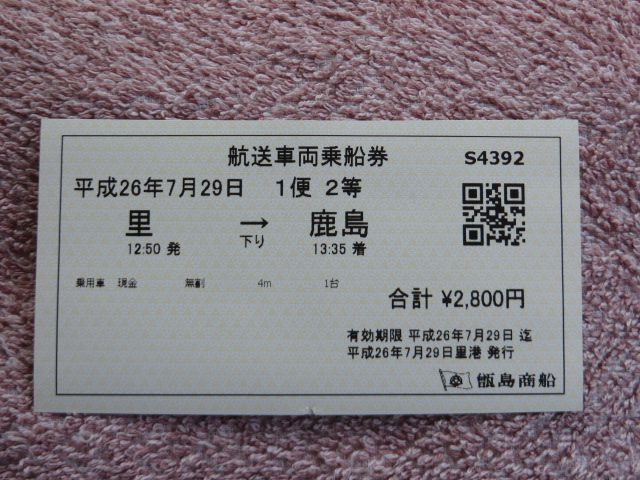 航送車両乗船券 S4392
平成26年7月29日 1便 2等
里 → 鹿島
下り
12:50 発 13:35 着
乗用車 現金 無割 4m 1台
合計 ¥2,800円
有効期限 平成26年7月29日 迄
平成26年7月29日里港 発行
甑島商船